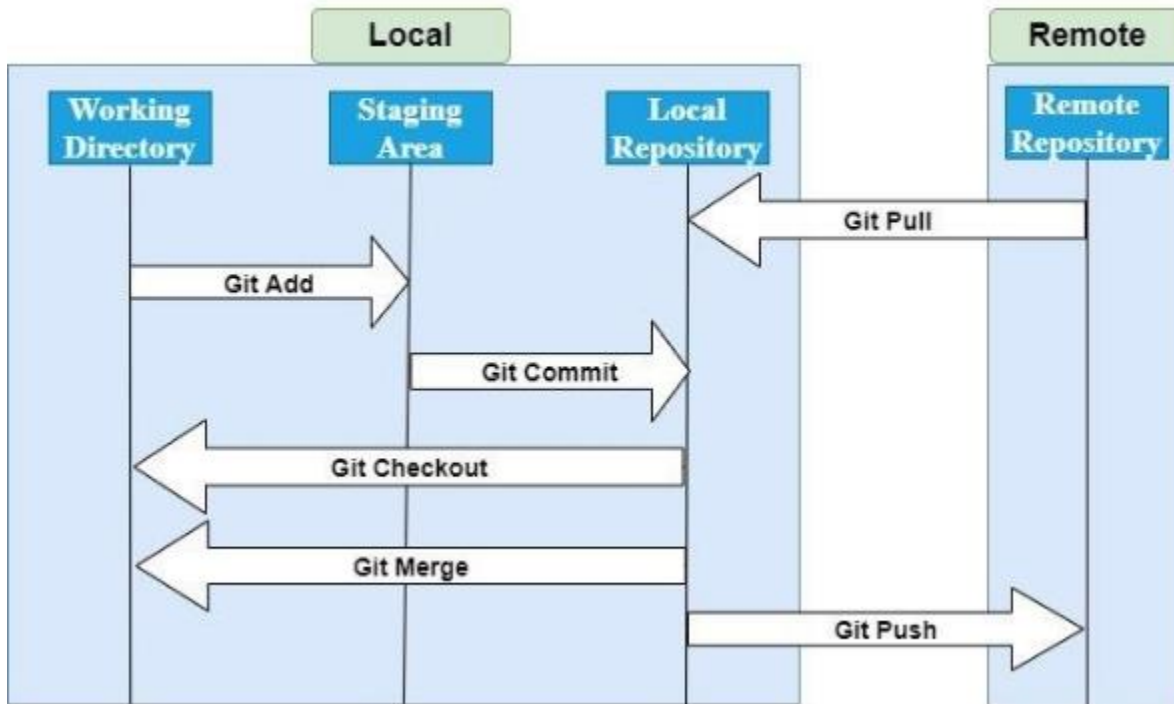 Local
Remote
Working
Directory
Staging
Area
Local
Repository
Remote
Repository
Git Pull
Git Add
Git Commit
Git Checkout
Git Merge
Git Push